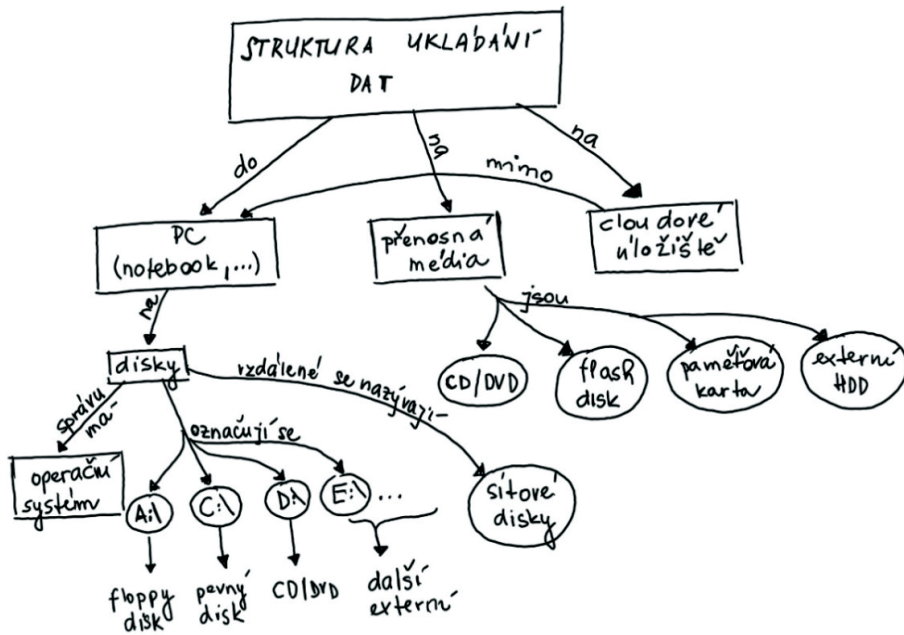 STRUKTURA UKLÁDÁNÍ
DAT
do
na
na
mimo
PC
(notebook,...)
přenosná
média
cloudové
úložiště
na
jsou
disky
vzdálené se nazývají
CD/DVD
flash
disk
paměťová
karta
externí
HDD
správu
má
označují se
operační
systém
A:\
C:\
D:\
E:\ ...
síťové
disky
floppy
disk
pevný
disk
CD/DVD
další
externí